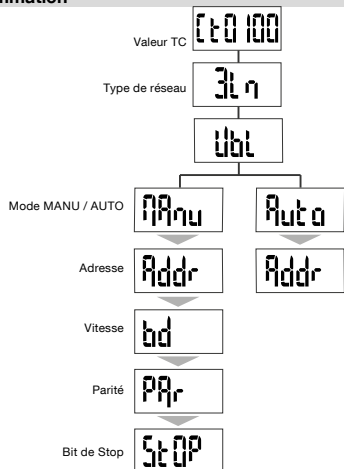 Valeur TC Ct0100
Type de réseau 3Ln
UbL
Mode MANU / AUTO MAnu Auto
Adresse Addr Addr
Vitesse bd
Parité PAr
Bit de Stop StOP